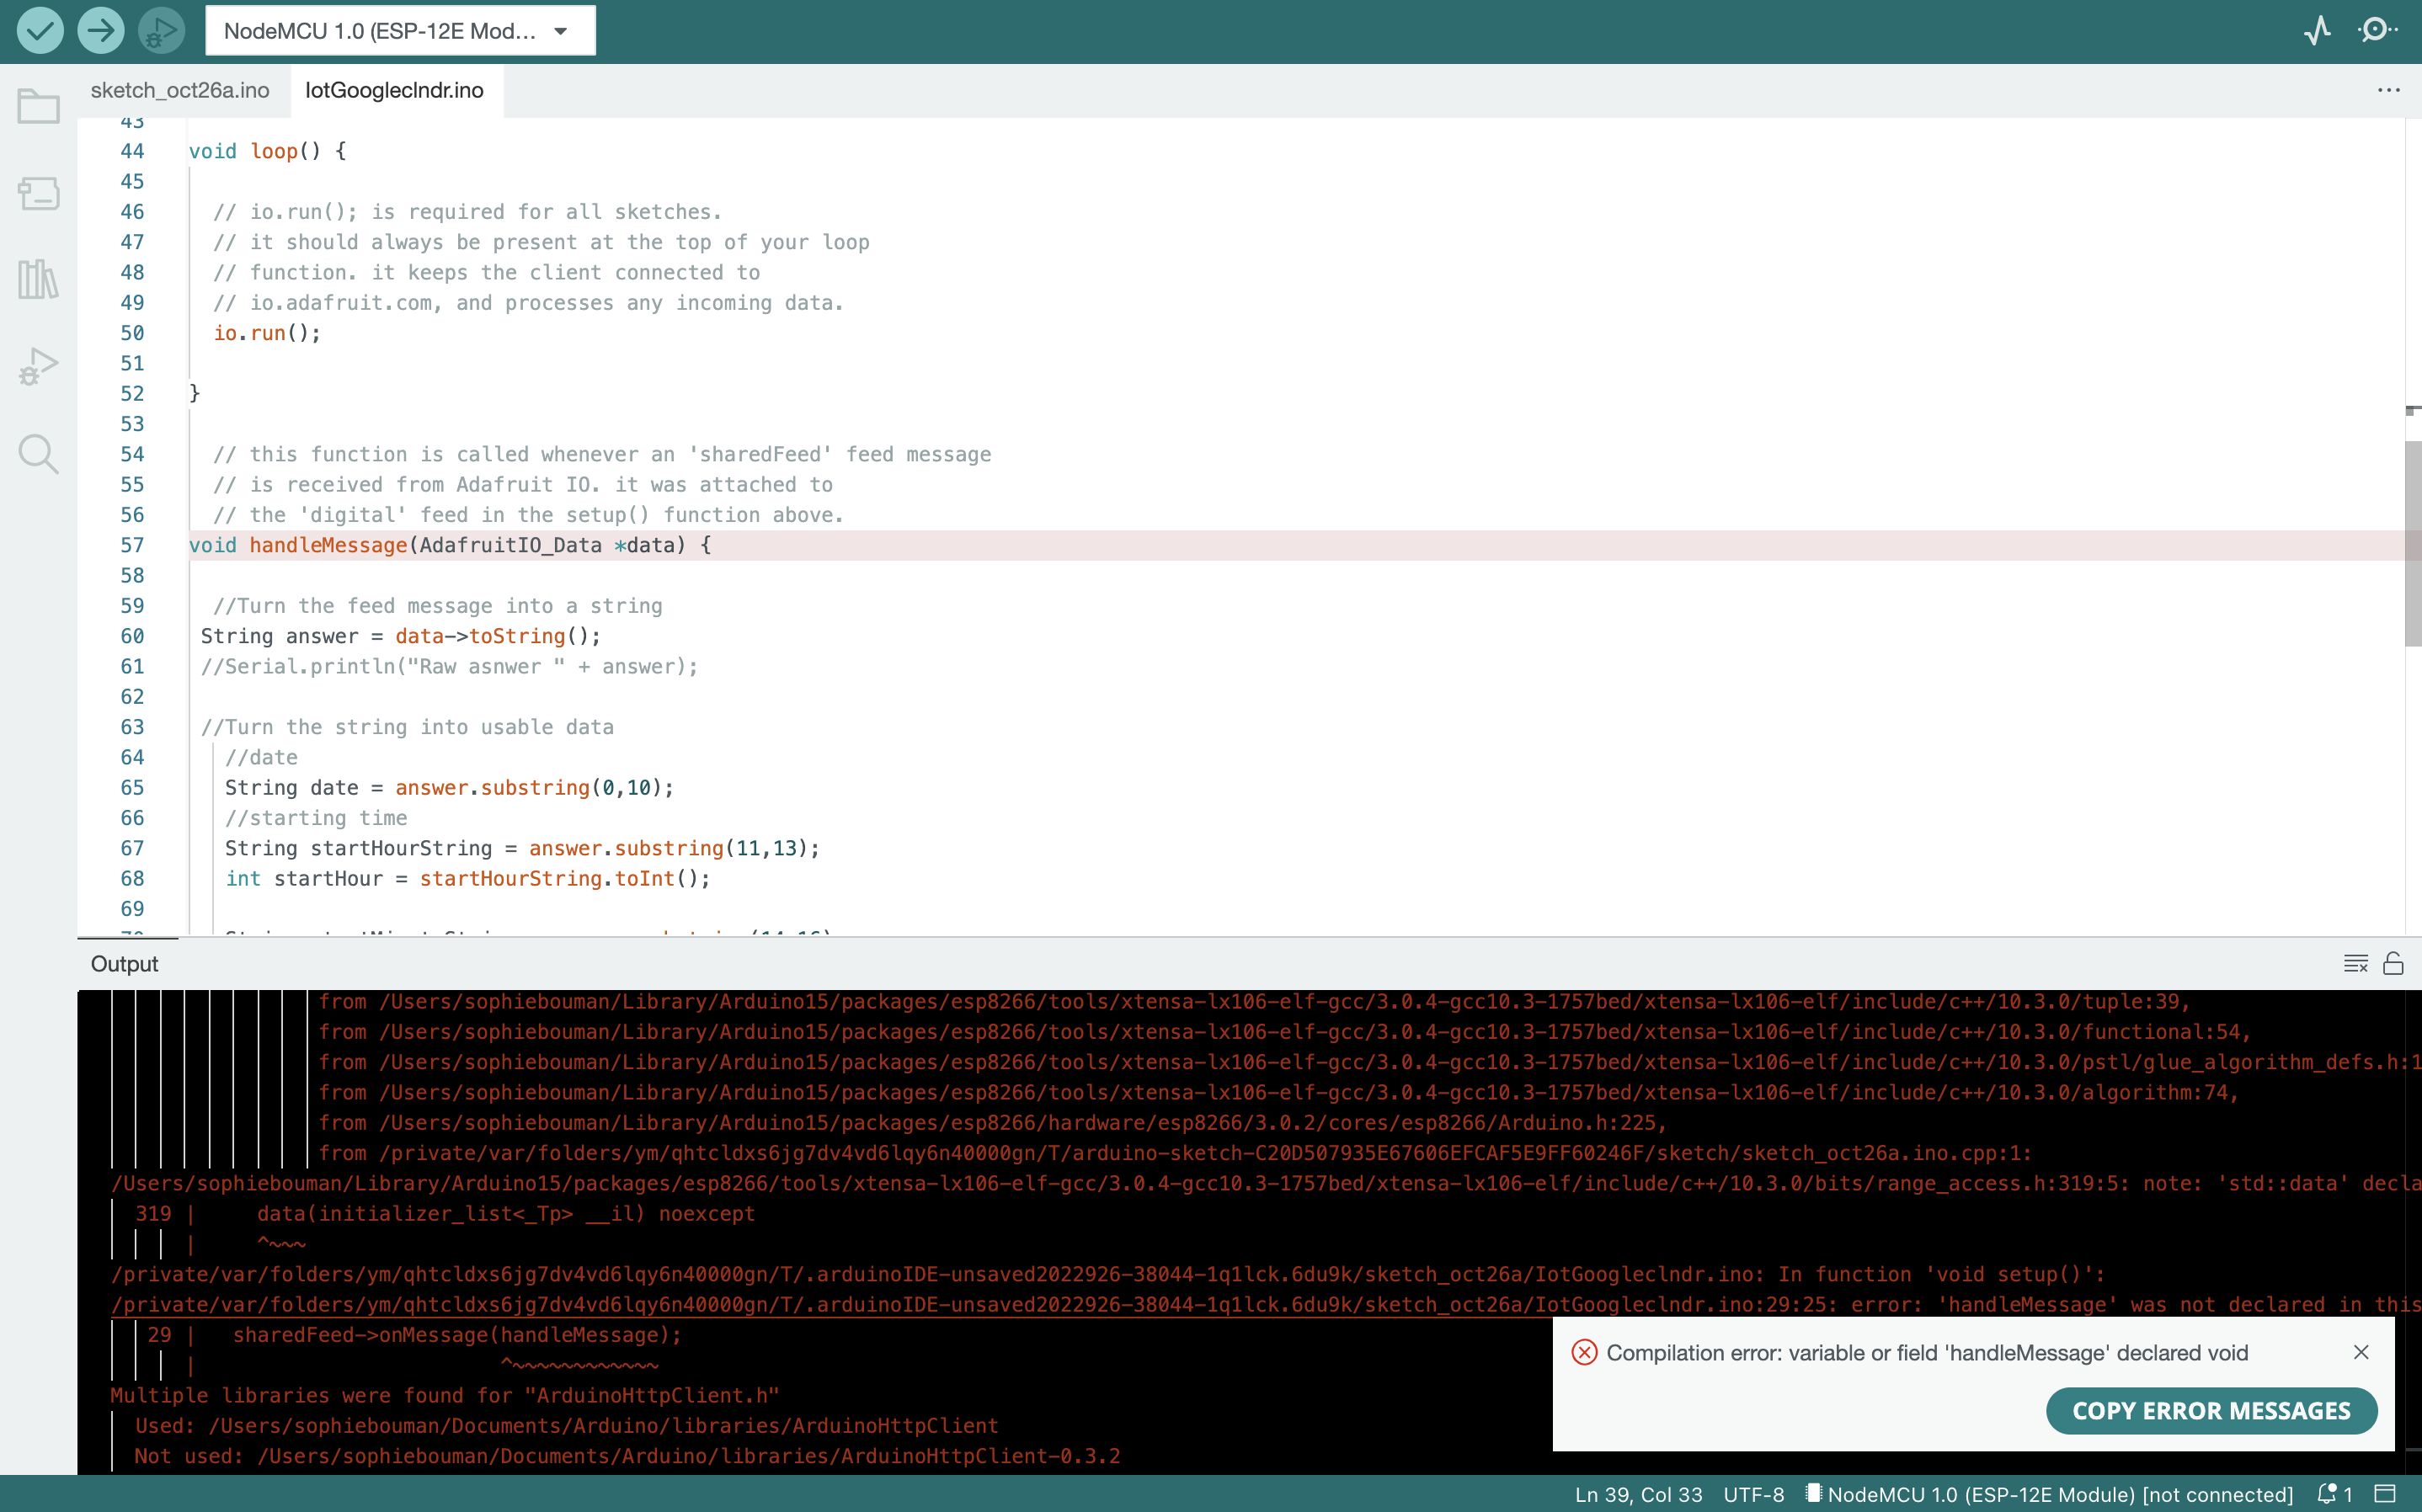 NodeMCU 1.0 (ESP-12E Mod...
sketch_oct26a.ino
IotGoogleclndr.ino
43
44 void loop() {
45
46 // io.run(); is required for all sketches.
47 // it should always be present at the top of your loop
48 // function. it keeps the client connected to
49 // io.adafruit.com, and processes any incoming data.
50 io.run();
51
52 }
53
54 // this function is called whenever an 'sharedFeed' feed message
55 // is received from Adafruit IO. it was attached to
56 // the 'digital' feed in the setup() function above.
57 void handleMessage(AdafruitIO_Data *data) {
58
59 //Turn the feed message into a string
60 String answer = data->toString();
61 //Serial.println("Raw asnwer " + answer);
62
63 //Turn the string into usable data
64 //date
65 String date = answer.substring(0,10);
66 //starting time
67 String startHourString = answer.substring(11,13);
68 int startHour = startHourString.toInt();
69
Output
from /Users/sophiebouman/Library/Arduino15/packages/esp8266/tools/xtensa-lx106-elf-gcc/3.0.4-gcc10.3-1757bed/xtensa-lx106-elf/include/c++/10.3.0/tuple:39,
from /Users/sophiebouman/Library/Arduino15/packages/esp8266/tools/xtensa-lx106-elf-gcc/3.0.4-gcc10.3-1757bed/xtensa-lx106-elf/include/c++/10.3.0/functional:54,
from /Users/sophiebouman/Library/Arduino15/packages/esp8266/tools/xtensa-lx106-elf-gcc/3.0.4-gcc10.3-1757bed/xtensa-lx106-elf/include/c++/10.3.0/pstl/glue_algorithm_defs.h:1
from /Users/sophiebouman/Library/Arduino15/packages/esp8266/tools/xtensa-lx106-elf-gcc/3.0.4-gcc10.3-1757bed/xtensa-lx106-elf/include/c++/10.3.0/algorithm:74,
from /Users/sophiebouman/Library/Arduino15/packages/esp8266/hardware/esp8266/3.0.2/cores/esp8266/Arduino.h:225,
from /private/var/folders/ym/qhtcldxs6jg7dv4vd6lqy6n40000gn/T/arduino-sketch-C20D507935E67606EFCAF5E9FF60246F/sketch/sketch_oct26a.ino.cpp:1:
/Users/sophiebouman/Library/Arduino15/packages/esp8266/tools/xtensa-lx106-elf-gcc/3.0.4-gcc10.3-1757bed/xtensa-lx106-elf/include/c++/10.3.0/bits/range_access.h:319:5: note: 'std::data' decla
319 | data(initializer_list<_Tp> __il) noexcept
| ^~~~
/private/var/folders/ym/qhtcldxs6jg7dv4vd6lqy6n40000gn/T/.arduinoIDE-unsaved2022926-38044-1q1lck.6du9k/sketch_oct26a/IotGoogleclndr.ino: In function 'void setup()':
/private/var/folders/ym/qhtcldxs6jg7dv4vd6lqy6n40000gn/T/.arduinoIDE-unsaved2022926-38044-1q1lck.6du9k/sketch_oct26a/IotGoogleclndr.ino:29:25: error: 'handleMessage' was not declared in this
29 | sharedFeed->onMessage(handleMessage);
| ^~~~~~~~~~~~~
Multiple libraries were found for "ArduinoHttpClient.h"
Used: /Users/sophiebouman/Documents/Arduino/libraries/ArduinoHttpClient
Not used: /Users/sophiebouman/Documents/Arduino/libraries/ArduinoHttpClient-0.3.2
Compilation error: variable or field 'handleMessage' declared void
COPY ERROR MESSAGES
Ln 39, Col 33 UTF-8 NodeMCU 1.0 (ESP-12E Module) [not connected] 1